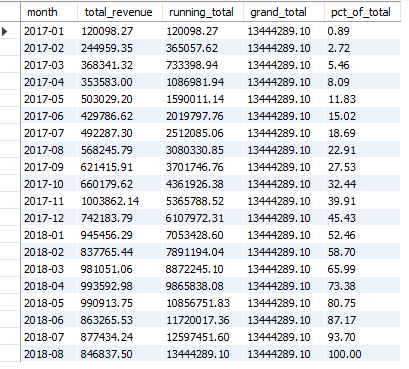 month total_revenue running_total grand_total pct_of_total
2017-01 120098.27 120098.27 13444289.10 0.89
2017-02 244959.35 365057.62 13444289.10 2.72
2017-03 368341.32 733398.94 13444289.10 5.46
2017-04 353583.00 1086981.94 13444289.10 8.09
2017-05 503029.20 1590011.14 13444289.10 11.83
2017-06 429786.62 2019797.76 13444289.10 15.02
2017-07 492287.30 2512085.06 13444289.10 18.69
2017-08 568245.79 3080330.85 13444289.10 22.91
2017-09 621415.91 3701746.76 13444289.10 27.53
2017-10 660179.62 4361926.38 13444289.10 32.44
2017-11 1003862.14 5365788.52 13444289.10 39.91
2017-12 742183.79 6107972.31 13444289.10 45.43
2018-01 945456.29 7053428.60 13444289.10 52.46
2018-02 837765.44 7891194.04 13444289.10 58.70
2018-03 981051.06 8872245.10 13444289.10 65.99
2018-04 993592.98 9865838.08 13444289.10 73.38
2018-05 990913.75 10856751.83 13444289.10 80.75
2018-06 863265.53 11720017.36 13444289.10 87.17
2018-07 877434.24 12597451.60 13444289.10 93.70
2018-08 846837.50 13444289.10 13444289.10 100.00